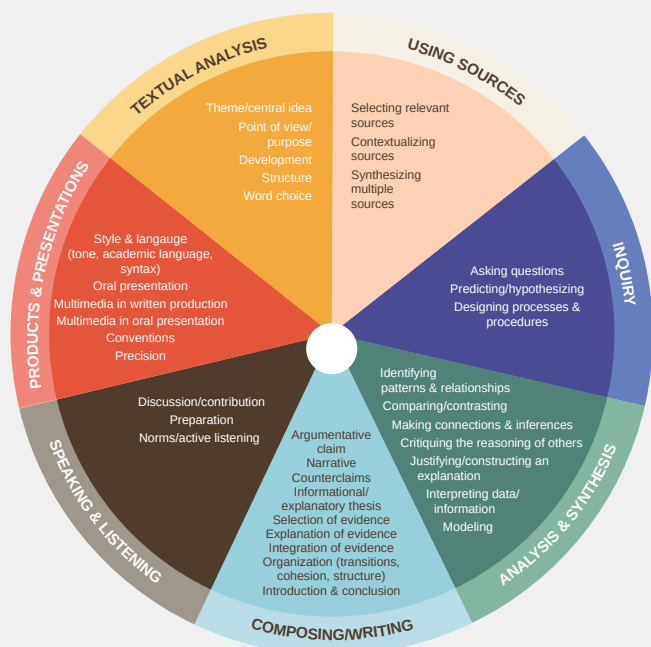 TEXTUAL ANALYSIS
Theme/central idea
Point of view/
purpose
Development
Structure
Word choice
USING SOURCES
Selecting relevant
sources
Contextualizing
sources
Synthesizing
multiple
sources
INQUIRY
Asking questions
Predicting/hypothesizing
Designing processes &
procedures
ANALYSIS & SYNTHESIS
Identifying
patterns & relationships
Comparing/contrasting
Making connections & inferences
Critiquing the reasoning of others
Justifying/constructing an
explanation
Interpreting data/
information
Modeling
COMPOSING/WRITING
Argumentative
claim
Narrative
Counterclaims
Informational/
explanatory thesis
Selection of evidence
Explanation of evidence
Integration of evidence
Organization (transitions,
cohesion, structure)
Introduction & conclusion
SPEAKING & LISTENING
Discussion/contribution
Preparation
Norms/active listening
PRODUCTS & PRESENTATIONS
Style & langauge
(tone, academic language,
syntax)
Oral presentation
Multimedia in written production
Multimedia in oral presentation
Conventions
Precision